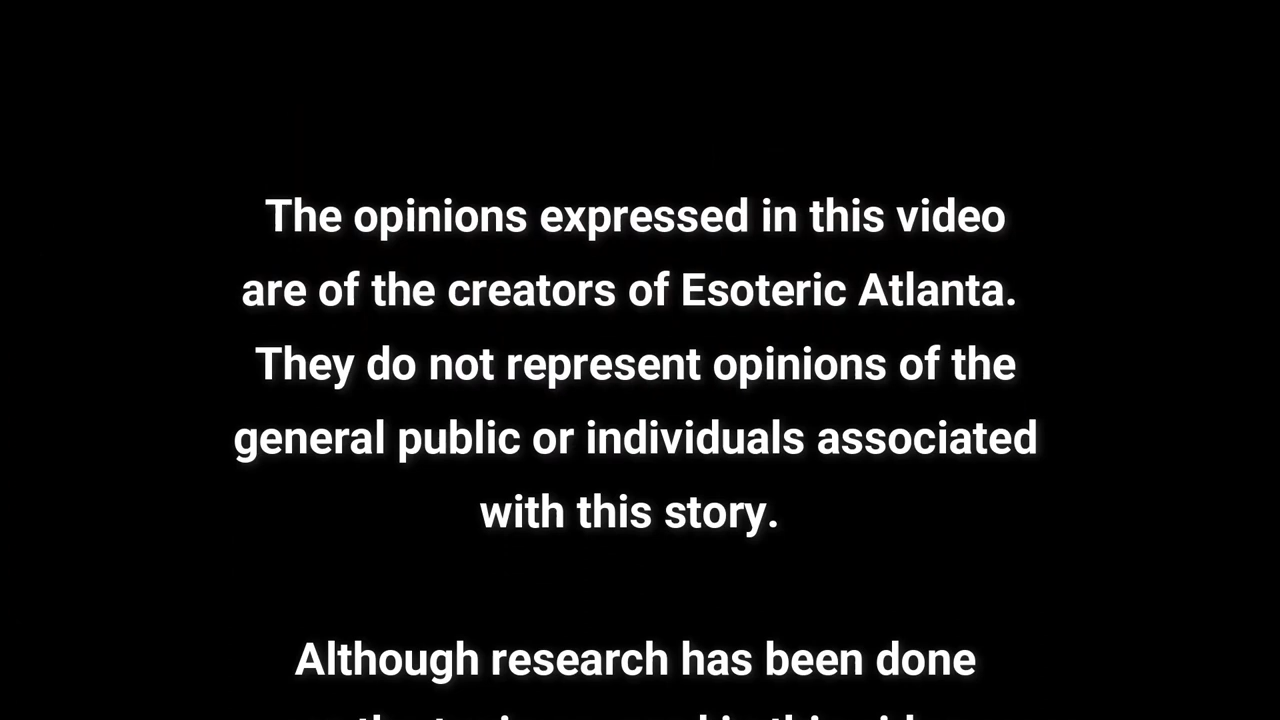 The opinions expressed in this video
are of the creators of Esoteric Atlanta.
They do not represent opinions of the
general public or individuals associated
with this story.
Although research has been done